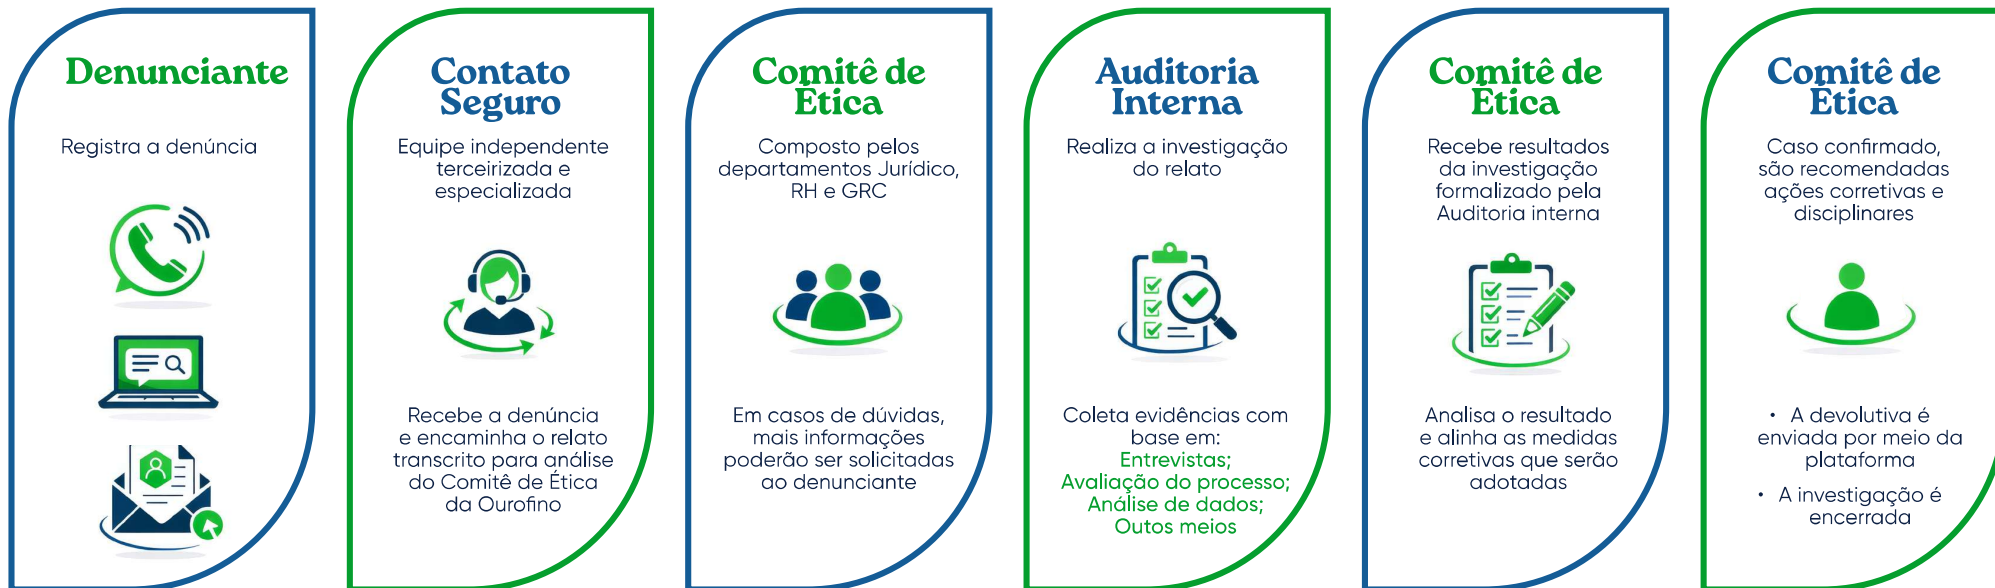 Denunciante
Registra a denúncia
Contato
Seguro
Equipe independente
terceirizada e
especializada
Recebe a denúncia
e encaminha o relato
transcrito para análise
do Comitê de Ética
da Ourofino
Comitê de
Ética
Composto pelos
departamentos Jurídico,
RH e GRC
Em casos de dúvidas,
mais informações
poderão ser solicitadas
ao denunciante
Auditoria
Interna
Realiza a investigação
do relato
Coleta evidências com
base em:
Entrevistas;
Avaliação do processo;
Análise de dados;
Outos meios
Comitê de
Ética
Recebe resultados
da investigação
formalizado pela
Auditoria interna
Analisa o resultado
e alinha as medidas
corretivas que serão
adotadas
Comitê de
Ética
Caso confirmado,
são recomendadas
ações corretivas e
disciplinares
• A devolutiva é
enviada por meio da
plataforma
• A investigação é
encerrada